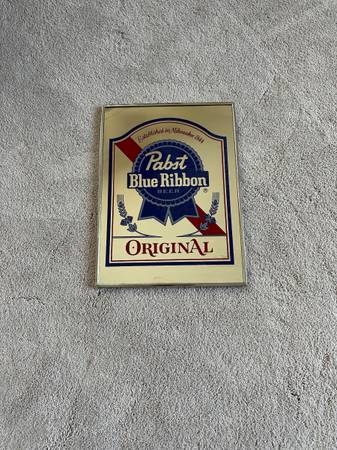 Established in Milwaukee 1844
Pabst
Blue Ribbon
BEER
®
ORIGINAL